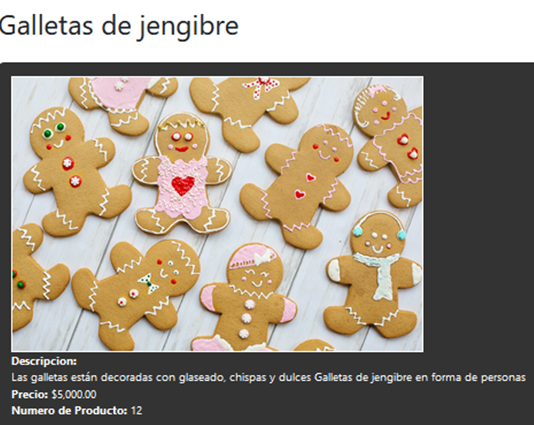 Galletas de jengibre
Descripcion:
Las galletas están decoradas con glaseado, chispas y dulces Galletas de jengibre en forma de personas
Precio: $5,000.00
Numero de Producto: 12